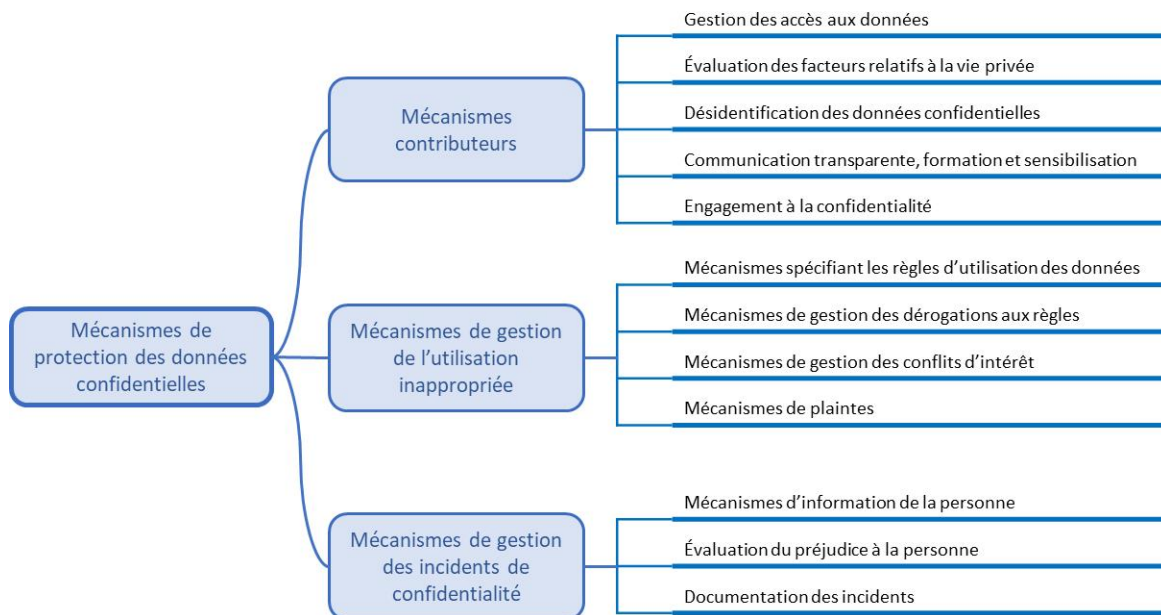 Mécanismes de
protection des données
confidentielles
Mécanismes
contributeurs
Gestion des accès aux données
Évaluation des facteurs relatifs à la vie privée
Désidentification des données confidentielles
Communication transparente, formation et sensibilisation
Engagement à la confidentialité
Mécanismes de gestion
de l’utilisation
inappropriée
Mécanismes spécifiant les règles d’utilisation des données
Mécanismes de gestion des dérogations aux règles
Mécanismes de gestion des conflits d’intérêt
Mécanismes de plaintes
Mécanismes de gestion
des incidents de
confidentialité
Mécanismes d’information de la personne
Évaluation du préjudice à la personne
Documentation des incidents